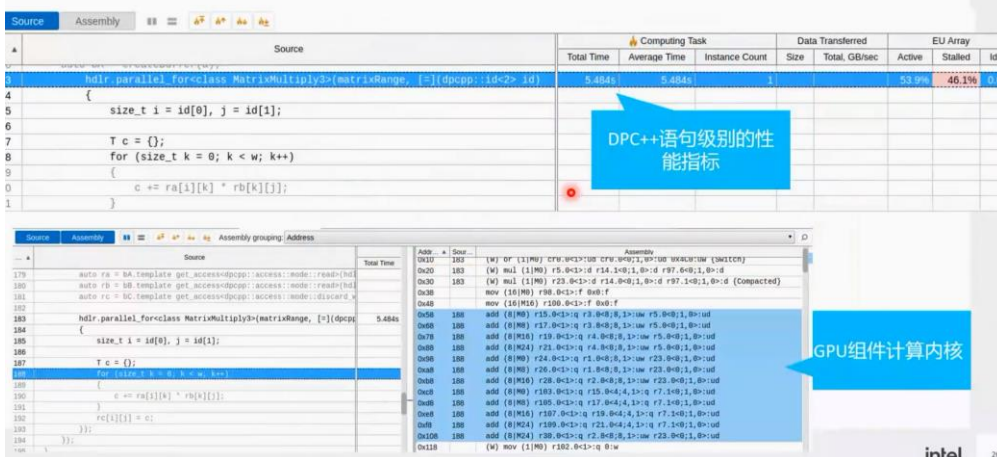 Source Assembly
Source
Computing Task Data Transferred EU Array
Total Time Average Time Instance Count Size Total, GB/sec Active Stalled
hdlr.parallel_for<class MatrixMultiply3>(matrixRange, [=](dpcpp::id<2> id) 5.484s 5.484s 1 53.9% 46.1%
4 {
5 size_t i = id[0], j = id[1];
6
7 T c = {};
8 for (size_t k = 0; k < w; k++)
9 {
0 c += ra[i][k] * rb[k][j];
1 }
DPC++语句级别的性
能指标
Source Assembly Assembly grouping: Address
Source Total Time
179 auto ra = bA.template get_access<dpcpp::access::mode::read>(hdl
180 auto rb = bB.template get_access<dpcpp::access::mode::read>(hdl
181 auto rc = bC.template get_access<dpcpp::access::mode::discard_w
182
183 hdlr.parallel_for<class MatrixMultiply3>(matrixRange, [=](dpcpp 5.484s
184 {
185 size_t i = id[0], j = id[1];
186
187 T c = {};
188 for (size_t k = 0; k < w; k++)
189 {
190 c += ra[i][k] * rb[k][j];
191 }
192 rc[i][j] = c;
193 });
194 });
Addr... Sour... Assembly
0x10 183 (W) or (1|M0) cr0.0<1>:ud cr0.0<0;1,0>:ud 0x4C0:uw {Switch}
0x20 183 (W) mul (1|M0) r5.0<1>:d r14.1<0;1,0>:d r97.6<0;1,0>:d
0x30 183 (W) mul (1|M0) r23.0<1>:d r14.0<0;1,0>:d r97.1<0;1,0>:d {Compacted}
0x38 mov (16|M0) r98.0<1>:f 0x0:f
0x48 mov (16|M16) r100.0<1>:f 0x0:f
0x58 188 add (8|M0) r15.0<1>:q r3.0<8;8,1>:uw r5.0<0;1,0>:ud
0x68 188 add (8|M8) r17.0<1>:q r3.8<8;8,1>:uw r5.0<0;1,0>:ud
0x78 188 add (8|M16) r19.0<1>:q r4.0<8;8,1>:uw r5.0<0;1,0>:ud
0x88 188 add (8|M24) r21.0<1>:q r4.8<8;8,1>:uw r5.0<0;1,0>:ud
0x98 188 add (8|M0) r24.0<1>:q r1.0<8;8,1>:uw r23.0<0;1,0>:ud
0xa8 188 add (8|M8) r26.0<1>:q r1.8<8;8,1>:uw r23.0<0;1,0>:ud
0xb8 188 add (8|M16) r28.0<1>:q r2.0<8;8,1>:uw r23.0<0;1,0>:ud
0xc8 188 add (8|M0) r103.0<1>:q r15.0<4;4,1>:q r7.1<0;1,0>:ud
0xd8 188 add (8|M8) r105.0<1>:q r17.0<4;4,1>:q r7.1<0;1,0>:ud
0xe8 188 add (8|M16) r107.0<1>:q r19.0<4;4,1>:q r7.1<0;1,0>:ud
0xf8 188 add (8|M24) r109.0<1>:q r21.0<4;4,1>:q r7.1<0;1,0>:ud
0x108 188 add (8|M24) r30.0<1>:q r2.8<8;8,1>:uw r23.0<0;1,0>:ud
0x118 (W) mov (1|M0) r102.0<1>:q 0:w
GPU组件计算内核
intel